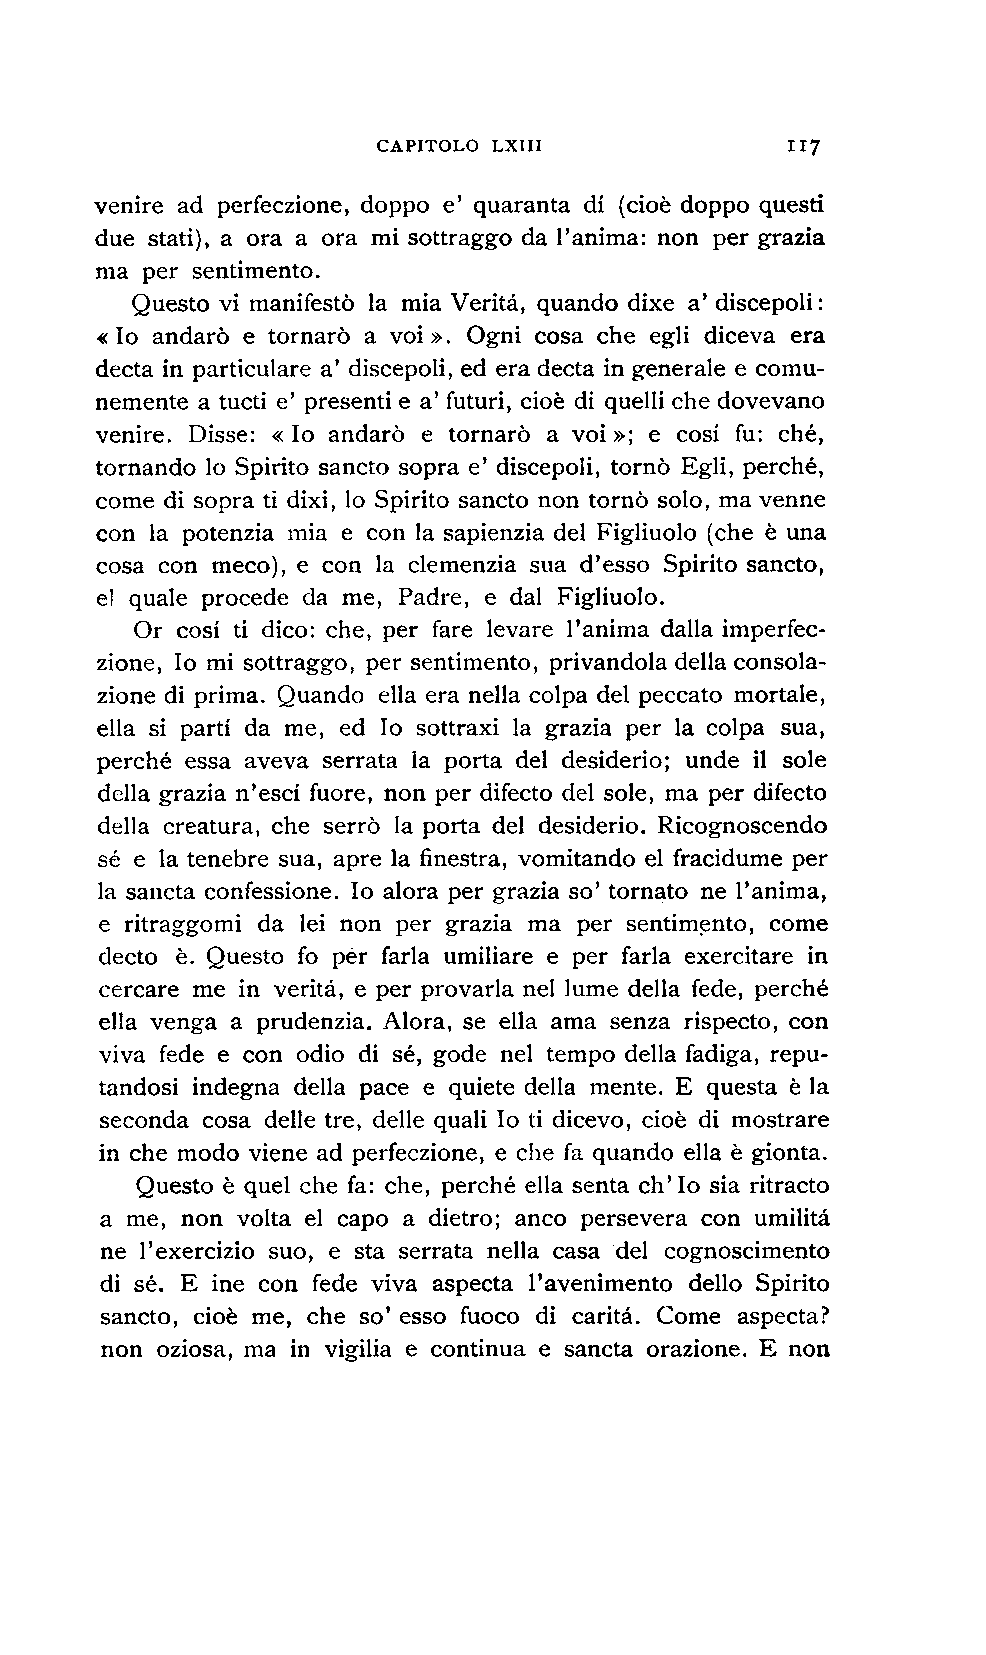 CAPITOLO LXIII 117
venire ad perfeczione, doppo e' quaranta dí (cioè doppo questi
due stati), a ora a ora mi sottraggo da l'anima: non per grazia
ma per sentimento.
Questo vi manifestò la mia Veritá, quando dixe a' discepoli:
« Io andarò e tornarò a voi ». Ogni cosa che egli diceva era
decta in particulare a' discepoli, ed era decta in generale e comu-
nemente a tucti e' presenti e a' futuri, cioè di quelli che dovevano
venire. Disse: « Io andarò e tornarò a voi »; e cosí fu: ché,
tornando lo Spirito sancto sopra e' discepoli, tornò Egli, perché,
come di sopra ti dixi, lo Spirito sancto non tornò solo, ma venne
con la potenzia mia e con la sapienzia del Figliuolo (che è una
cosa con meco), e con la clemenzia sua d'esso Spirito sancto,
el quale procede da me, Padre, e dal Figliuolo.
Or cosí ti dico: che, per fare levare l'anima dalla imperfec-
zione, Io mi sottraggo, per sentimento, privandola della consola-
zione di prima. Quando ella era nella colpa del peccato mortale,
ella si partí da me, ed Io sottraxi la grazia per la colpa sua,
perché essa aveva serrata la porta del desiderio; unde il sole
della grazia n'escí fuore, non per difecto del sole, ma per difecto
della creatura, che serrò la porta del desiderio. Ricognoscendo
sé e la tenebre sua, apre la finestra, vomitando el fracidume per
la sancta confessione. Io alora per grazia so' tornato ne l'anima,
e ritraggomi da lei non per grazia ma per sentimento, come
decto è. Questo fo per farla umiliare e per farla exercitare in
cercare me in veritá, e per provarla nel lume della fede, perché
ella venga a prudenzia. Alora, se ella ama senza rispecto, con
viva fede e con odio di sé, gode nel tempo della fadiga, repu-
tandosi indegna della pace e quiete della mente. E questa è la
seconda cosa delle tre, delle quali Io ti dicevo, cioè di mostrare
in che modo viene ad perfeczione, e che fa quando ella è gionta.
Questo è quel che fa: che, perché ella senta ch' Io sia ritracto
a me, non volta el capo a dietro; anco persevera con umilitá
ne l'exercizio suo, e sta serrata nella casa del cognoscimento
di sé. E ine con fede viva aspecta l'avenimento dello Spirito
sancto, cioè me, che so' esso fuoco di caritá. Come aspecta?
non oziosa, ma in vigilia e continua e sancta orazione. E non